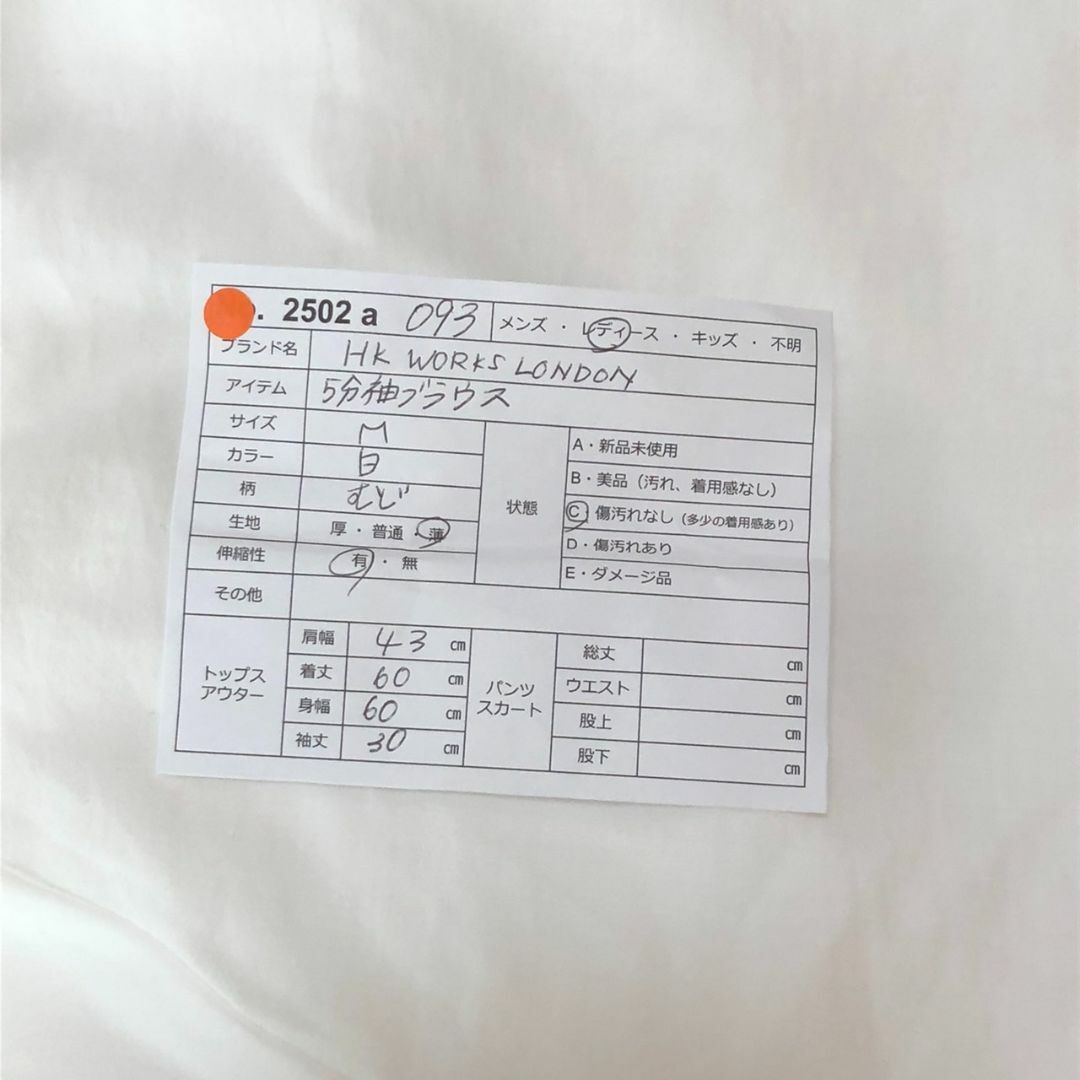 . 2502 a 093 メンズ ・ レディース ・ キッズ ・ 不明
ブランド名 HK WORKS LONDON
アイテム 5分袖ブラウス
サイズ M
カラー 白
柄 むじ
生地 厚 ・ 普通 ・ 薄
伸縮性 有 ・ 無
状態
A・新品未使用
B・美品（汚れ、着用感なし）
C・傷汚れなし（多少の着用感あり）
D・傷汚れあり
E・ダメージ品
その他
トップス
アウター
肩幅 43 cm
着丈 60 cm
身幅 60 cm
袖丈 30 cm
パンツ
スカート
総丈 cm
ウエスト cm
股上 cm
股下 cm